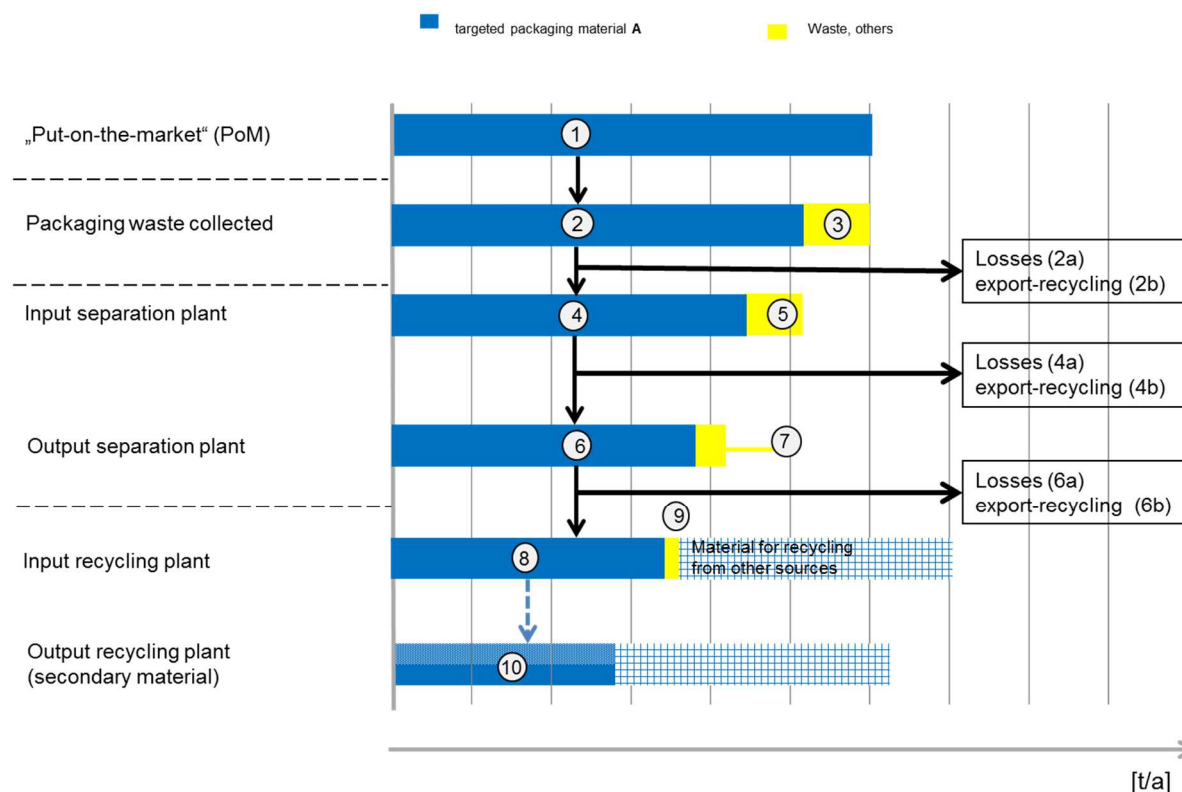 targeted packaging material A
Waste, others
„Put-on-the-market“ (PoM)
1
Packaging waste collected
2
3
Losses (2a)
export-recycling (2b)
Input separation plant
4
5
Losses (4a)
export-recycling (4b)
Output separation plant
6
7
Losses (6a)
export-recycling (6b)
9
Input recycling plant
8
Material for recycling
from other sources
Output recycling plant
(secondary material)
10
[t/a]